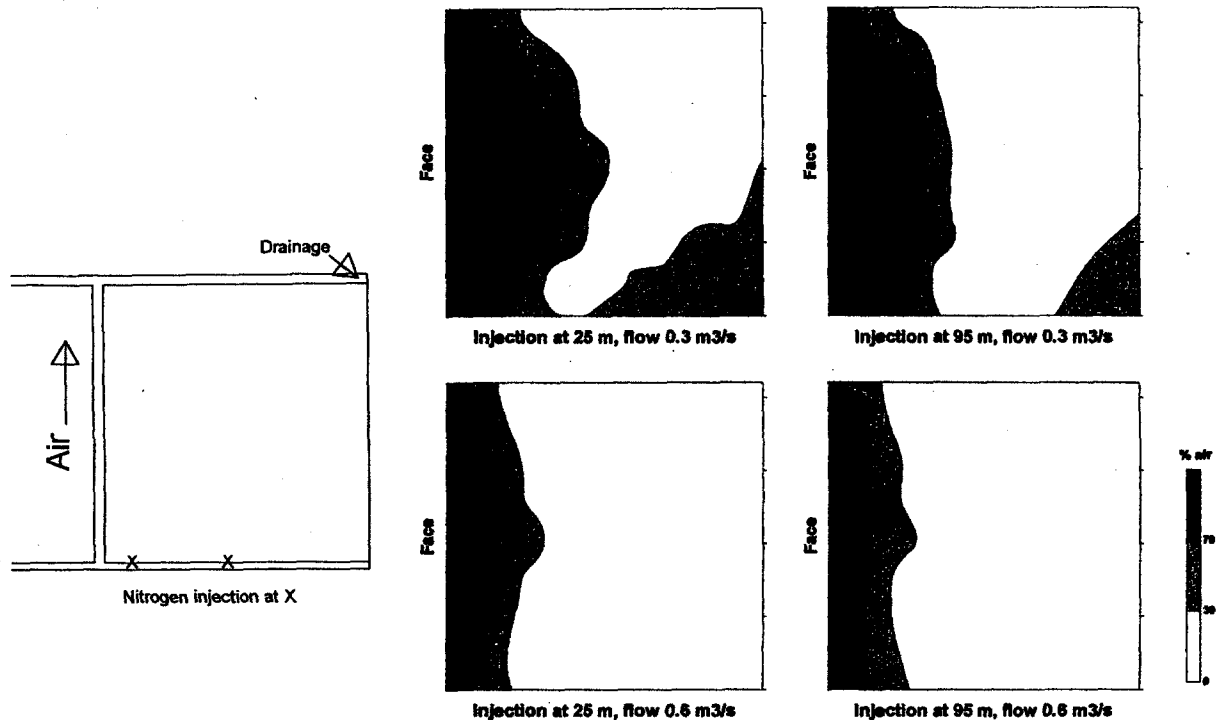 Drainage
Air
Nitrogen injection at X
X
X
Face
Injection at 25 m, flow 0.3 m3/s
Face
Injection at 95 m, flow 0.3 m3/s
Face
Injection at 25 m, flow 0.6 m3/s
Face
Injection at 95 m, flow 0.6 m3/s
% air
70
30
0